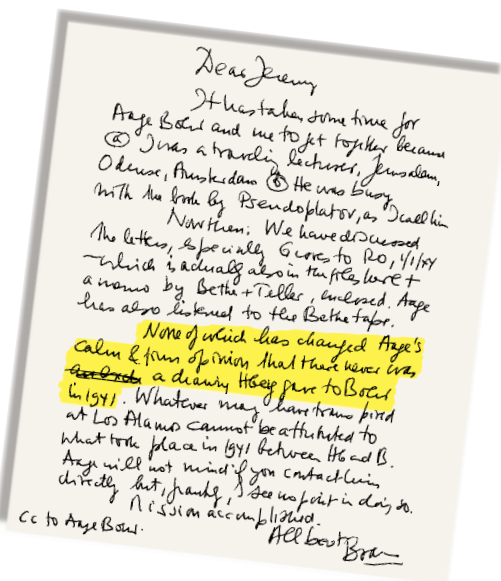 Dear Jeremy
It has taken some time for
Aage Bohr and me to get together because
ⓐ I was a traveling lecturer, Jerusalem,
Odense, Amsterdam ⓑ He was busy
with the book by Pseudoplator, as I call him
Now then. We have discussed
the letters, especially Groves to RO, 1/1/44
– which is actually also in the files here +
a memo by Bethe + Teller, enclosed. Aage
has also listened to the Bethe tape.
None of which has changed Aage's
calm & firm opinion that there never was
a drawing Hberg gave to Bohr
in 1941. Whatever may have transpired
at Los Alamos cannot be attributed to
what took place in 1941 between H and B.
Aage will not mind if you contact him
directly but, frankly, I see no point in doing so.
Mission accomplished.
All best
cc to Aage Bohr.
Bram